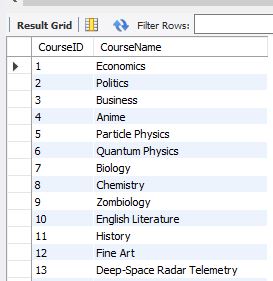 Result Grid Filter Rows:
CourseID CourseName
1 Economics
2 Politics
3 Business
4 Anime
5 Particle Physics
6 Quantum Physics
7 Biology
8 Chemistry
9 Zombiology
10 English Literature
11 History
12 Fine Art
13 Deep-Space Radar Telemetry